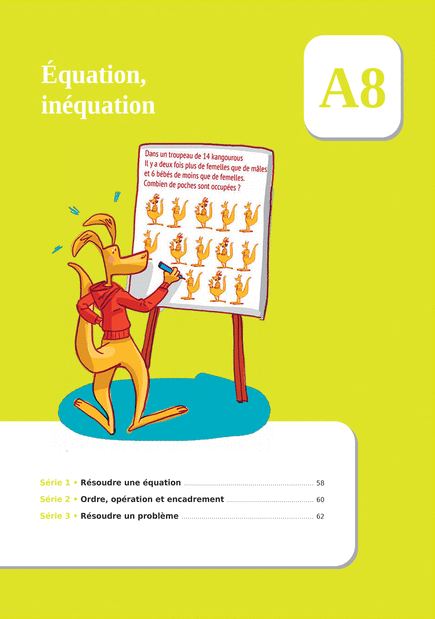 Équation,
inéquation
A8
Dans un troupeau de 14 kangourous
Il y a deux fois plus de femelles que de mâles
et 6 bébés de moins que de femelles.
Combien de poches sont occupées ?
Série 1 • Résoudre une équation ........ 58
Série 2 • Ordre, opération et encadrement ........ 60
Série 3 • Résoudre un problème ........ 62